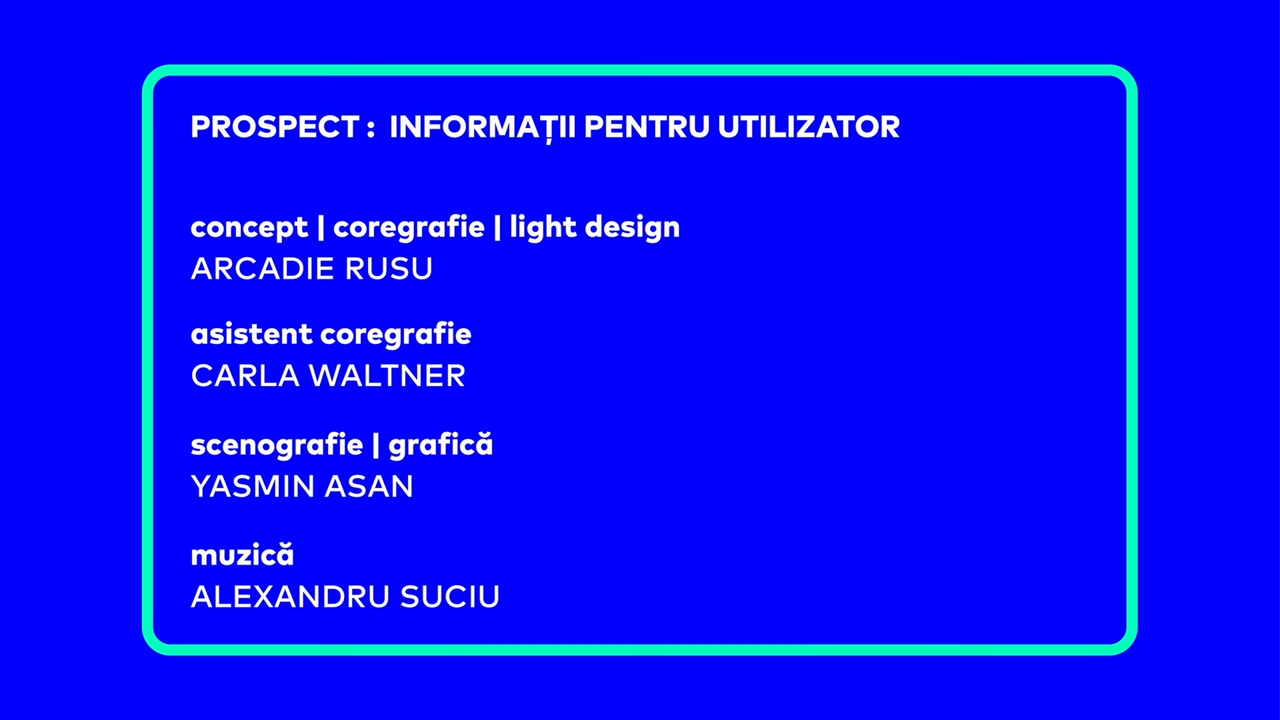 PROSPECT : INFORMAȚII PENTRU UTILIZATOR
concept | coregrafie | light design
ARCADIE RUSU
asistent coregrafie
CARLA WALTNER
scenografie | grafică
YASMIN ASAN
muzică
ALEXANDRU SUCIU